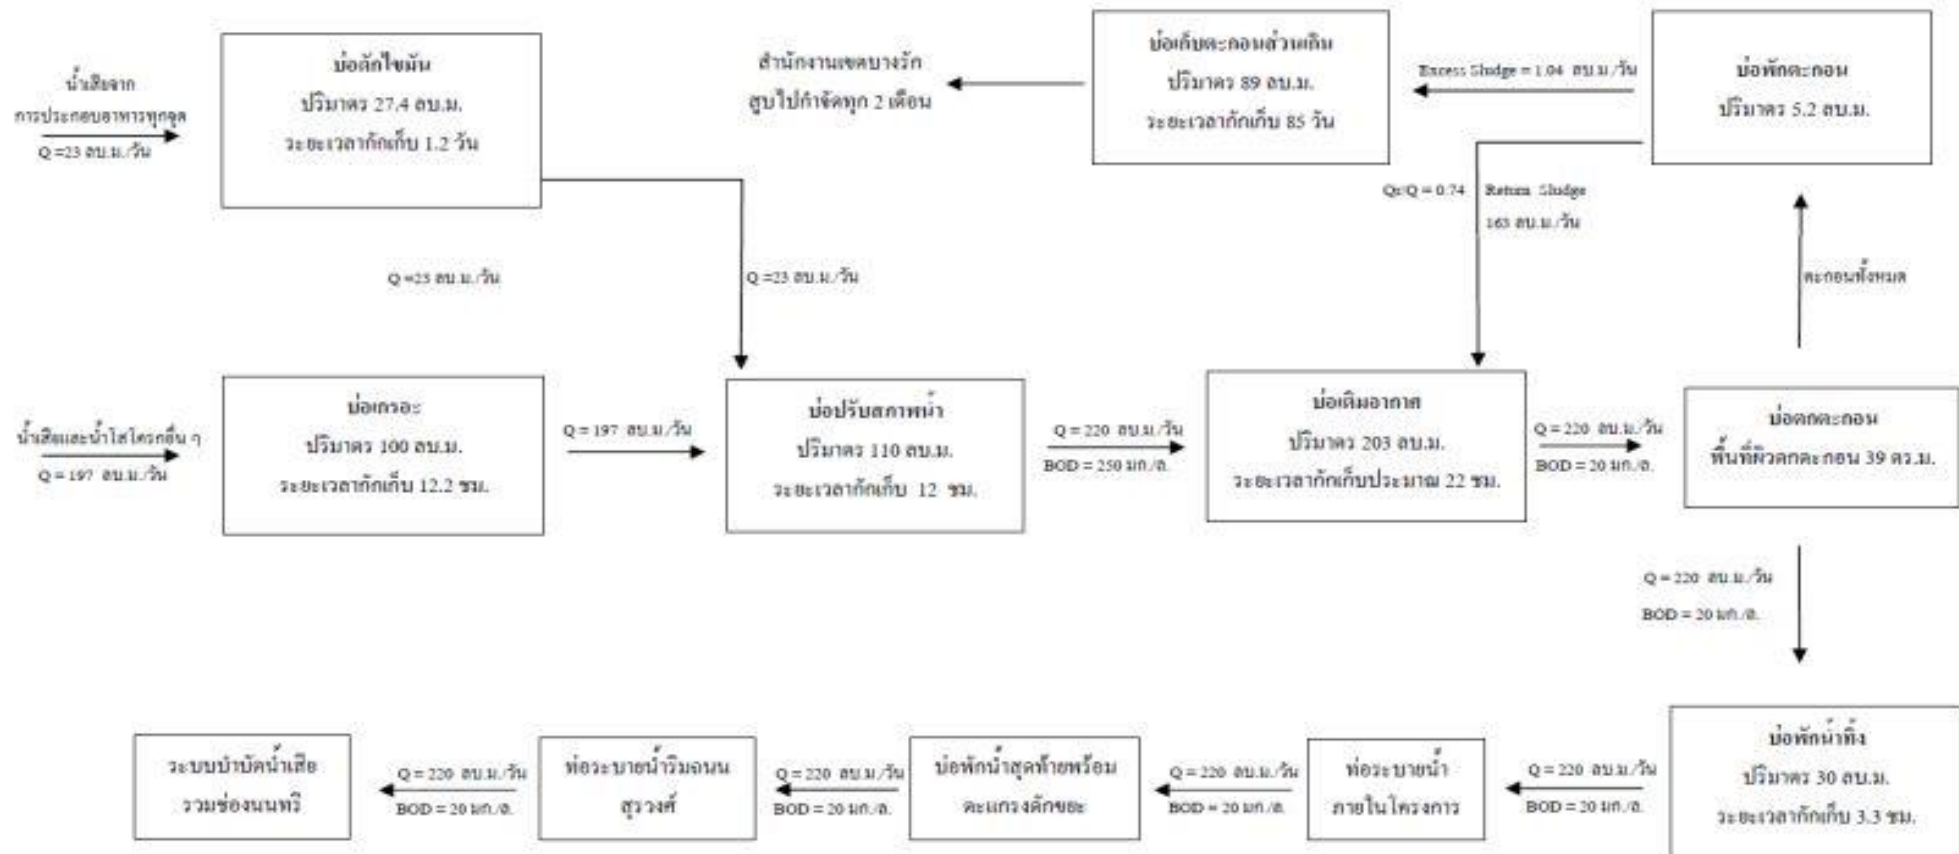 น้ำเสียจาก
การประกอบอาหารทุกจุด
Q =23 ลบ.ม./วัน
บ่อดักไขมัน
ปริมาตร 27.4 ลบ.ม.
ระยะเวลากักเก็บ 1.2 วัน
สำนักงานเขตบางรัก
สูบไปกำจัดทุก 2 เดือน
บ่อเก็บตะกอนส่วนเกิน
ปริมาตร 89 ลบ.ม.
ระยะเวลากักเก็บ 85 วัน
Excess Sludge = 1.04 ลบ.ม./วัน
บ่อพักตะกอน
ปริมาตร 5.2 ลบ.ม.
Qr/Q = 0.74
Return Sludge
163 ลบ.ม./วัน
Q =23 ลบ.ม./วัน
Q =23 ลบ.ม./วัน
ตะกอนทั้งหมด
น้ำเสียและน้ำโสโครกอื่น ๆ
Q = 197 ลบ.ม./วัน
บ่อเกรอะ
ปริมาตร 100 ลบ.ม.
ระยะเวลากักเก็บ 12.2 ชม.
Q = 197 ลบ.ม./วัน
บ่อปรับสภาพน้ำ
ปริมาตร 110 ลบ.ม.
ระยะเวลากักเก็บ 12 ชม.
Q = 220 ลบ.ม./วัน
BOD = 250 มก./ล.
บ่อเติมอากาศ
ปริมาตร 203 ลบ.ม.
ระยะเวลากักเก็บประมาณ 22 ชม.
Q = 220 ลบ.ม./วัน
BOD = 20 มก./ล.
บ่อตกตะกอน
พื้นที่ผิวตกตะกอน 39 ตร.ม.
Q = 220 ลบ.ม./วัน
BOD = 20 มก./ล.
ระบบบำบัดน้ำเสีย
รวมช่องนนทรี
Q = 220 ลบ.ม./วัน
BOD = 20 มก./ล.
ท่อระบายน้ำริมถนน
สุรวงศ์
Q = 220 ลบ.ม./วัน
BOD = 20 มก./ล.
บ่อพักน้ำสุดท้ายพร้อม
ตะแกรงดักขยะ
Q = 220 ลบ.ม./วัน
BOD = 20 มก./ล.
ท่อระบายน้ำ
ภายในโครงการ
Q = 220 ลบ.ม./วัน
BOD = 20 มก./ล.
บ่อพักน้ำทิ้ง
ปริมาตร 30 ลบ.ม.
ระยะเวลากักเก็บ 3.3 ชม.